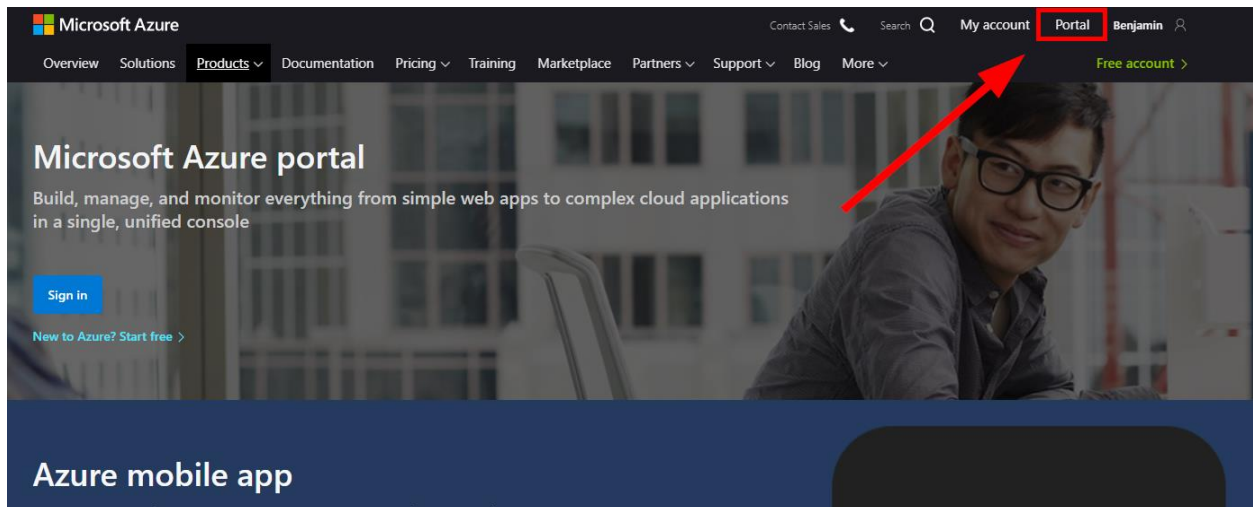 Microsoft Azure
Contact Sales Search My account Portal Benjamin
Overview Solutions Products Documentation Pricing Training Marketplace Partners Support Blog More Free account >
Microsoft Azure portal
Build, manage, and monitor everything from simple web apps to complex cloud applications
in a single, unified console
Sign in
New to Azure? Start free >
Azure mobile app